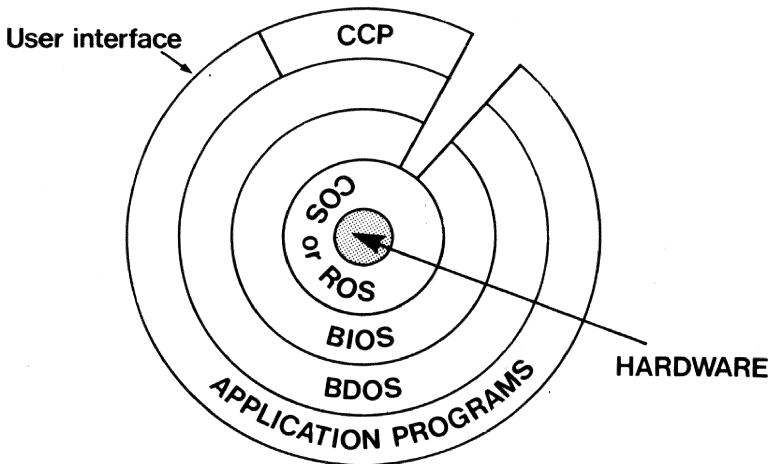 User interface
CCP
COS
or
ROS
BIOS
BDOS
APPLICATION PROGRAMS
HARDWARE